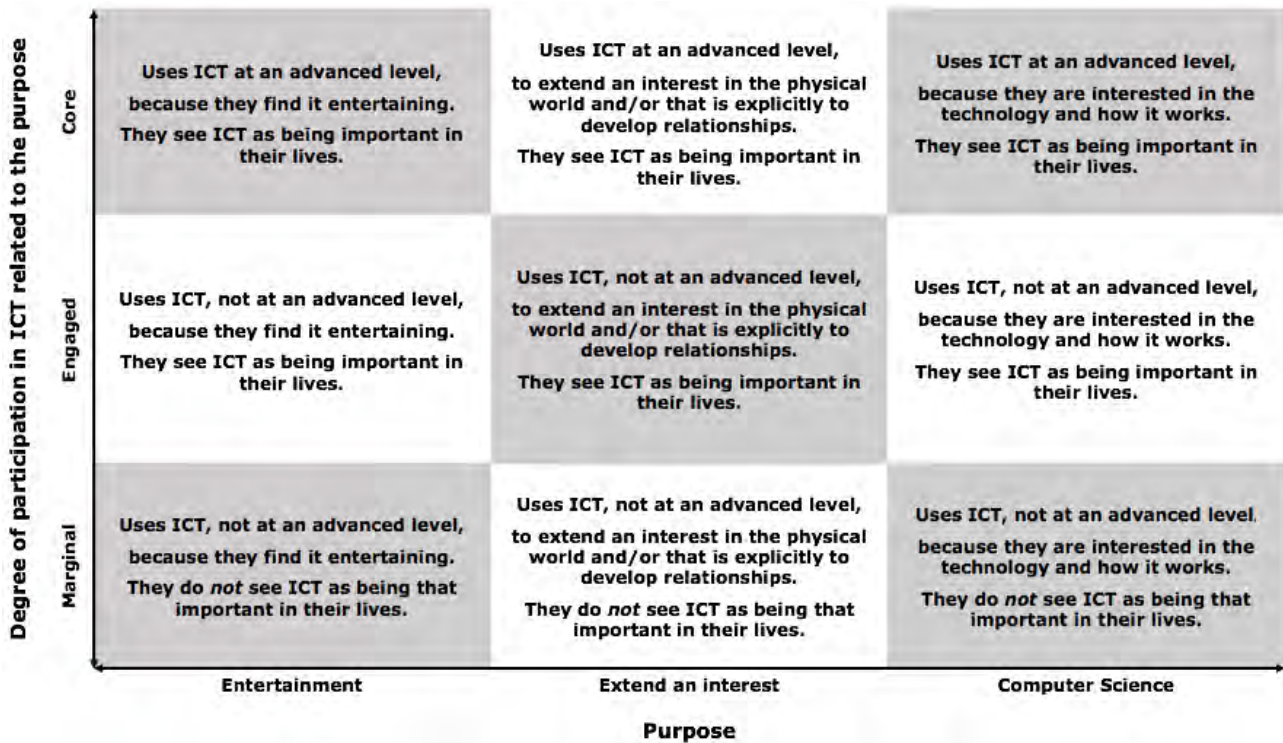 Degree of participation in ICT related to the purpose
Core
Uses ICT at an advanced level,
because they find it entertaining.
They see ICT as being important in
their lives.
Uses ICT at an advanced level,
to extend an interest in the physical
world and/or that is explicitly to
develop relationships.
They see ICT as being important in
their lives.
Uses ICT at an advanced level,
because they are interested in the
technology and how it works.
They see ICT as being important in
their lives.
Engaged
Uses ICT, not at an advanced level,
because they find it entertaining.
They see ICT as being important in
their lives.
Uses ICT, not at an advanced level,
to extend an interest in the physical
world and/or that is explicitly to
develop relationships.
They see ICT as being important in
their lives.
Uses ICT, not at an advanced level,
because they are interested in the
technology and how it works.
They see ICT as being important in
their lives.
Marginal
Uses ICT, not at an advanced level,
because they find it entertaining.
They do not see ICT as being that
important in their lives.
Uses ICT, not at an advanced level,
to extend an interest in the physical
world and/or that is explicitly to
develop relationships.
They do not see ICT as being that
important in their lives.
Uses ICT, not at an advanced level.
because they are interested in the
technology and how it works.
They do not see ICT as being that
important in their lives.
Entertainment
Extend an interest
Computer Science
Purpose